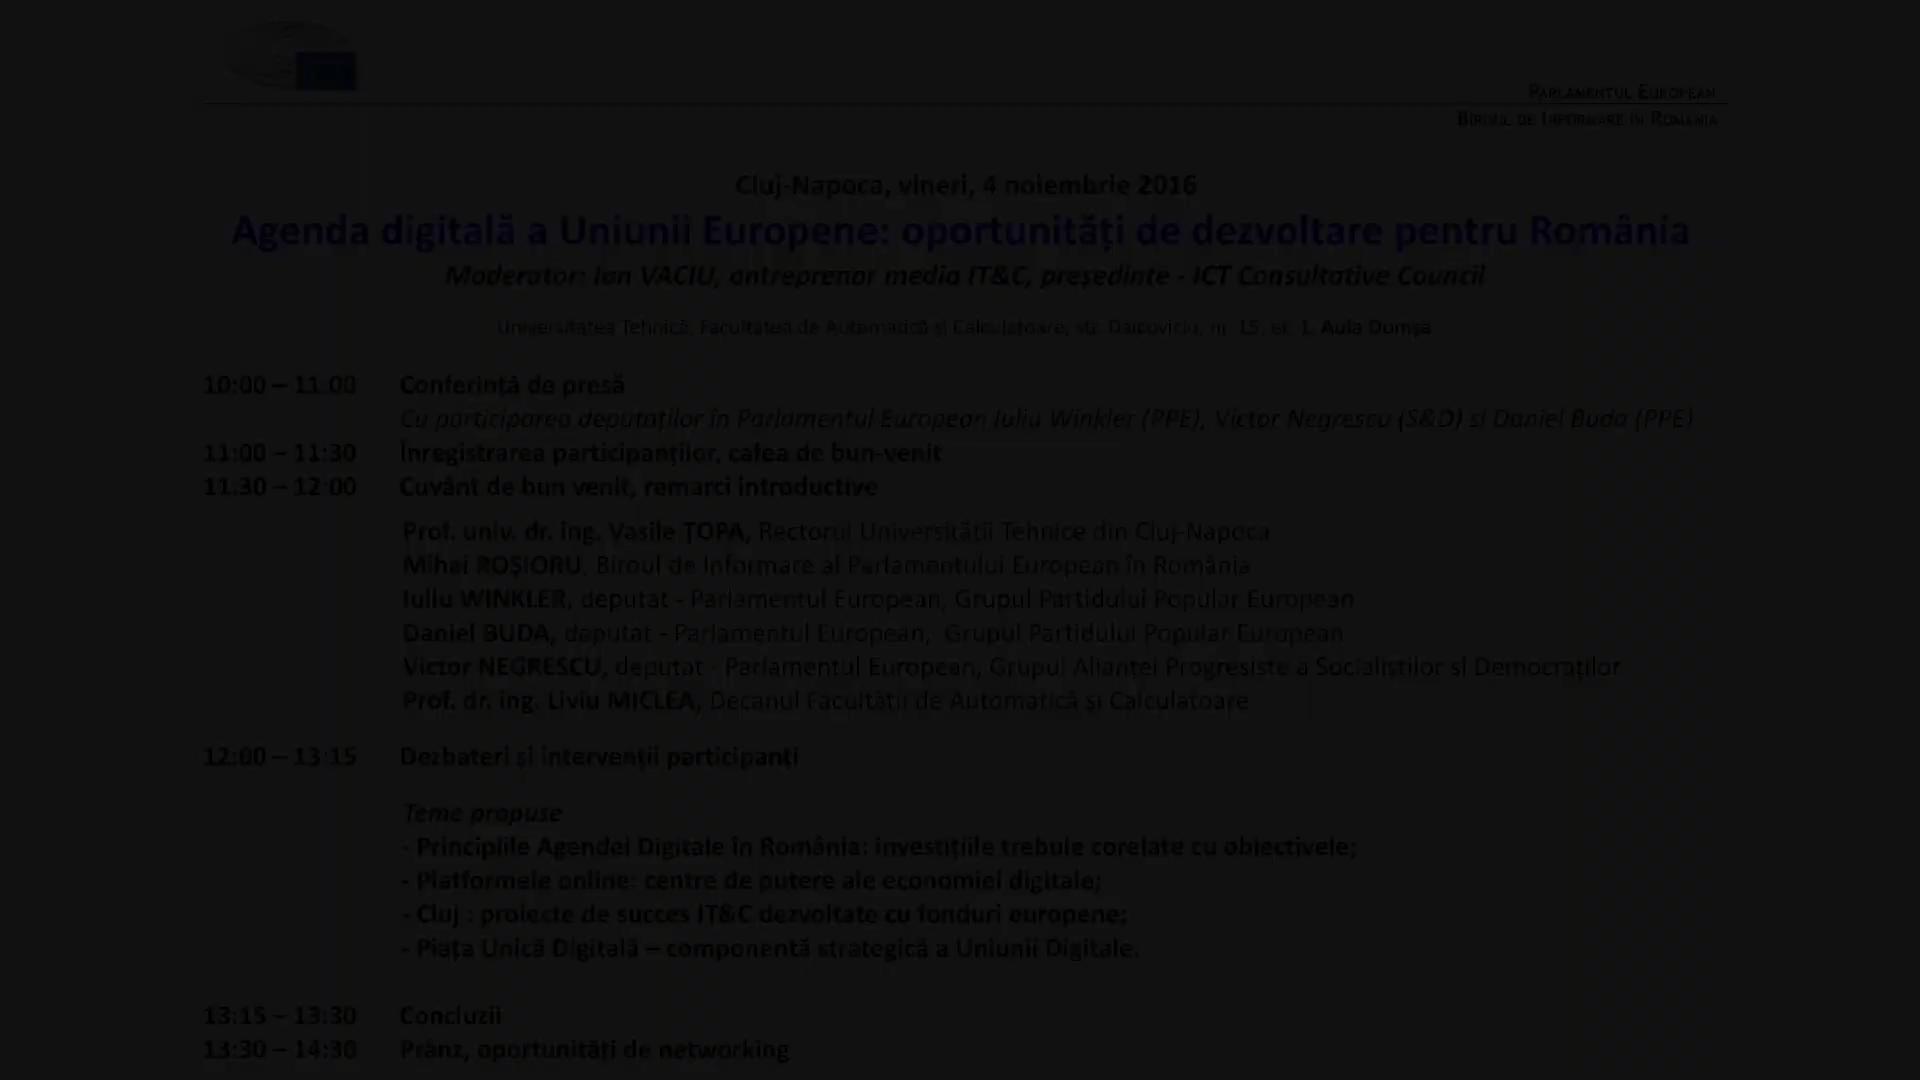 PARLAMENTUL EUROPEAN
BIROUL DE INFORMARE ÎN ROMÂNIA
Cluj-Napoca, vineri, 4 noiembrie 2016
Agenda digitală a Uniunii Europene: oportunități de dezvoltare pentru România
Moderator: Ian VACIU, antreprenor media IT&C, președinte - ICT Consultative Council
Universitatea Tehnică, Facultatea de Automatică și Calculatoare, str. Daicoviciu, nr. 15, et. 1, Aula Domșa
10:00 – 11:00 Conferință de presă
Cu participarea deputaților în Parlamentul European Iuliu Winkler (PPE), Victor Negrescu (S&D) si Daniel Buda (PPE)
11:00 – 11:30 Înregistrarea participanților, cafea de bun-venit
11:30 – 12:00 Cuvânt de bun venit, remarci introductive
Prof. univ. dr. ing. Vasile ȚOPA, Rectorul Universității Tehnice din Cluj-Napoca
Mihai ROȘIORU, Biroul de Informare al Parlamentului European în România
Iuliu WINKLER, deputat - Parlamentul European, Grupul Partidului Popular European
Daniel BUDA, deputat - Parlamentul European, Grupul Partidului Popular European
Victor NEGRESCU, deputat - Parlamentul European, Grupul Alianței Progresiste a Socialiștilor si Democraților
Prof. dr. ing. Liviu MICLEA, Decanul Facultății de Automatică și Calculatoare
12:00 – 13:15 Dezbateri și intervenții participanți
Teme propuse
- Principiile Agendei Digitale în România: investițiile trebuie corelate cu obiectivele;
- Platformele online: centre de putere ale economiei digitale;
- Cluj : proiecte de succes IT&C dezvoltate cu fonduri europene;
- Piața Unică Digitală – componentă strategică a Uniunii Digitale.
13:15 – 13:30 Concluzii
13:30 – 14:30 Prânz, oportunități de networking